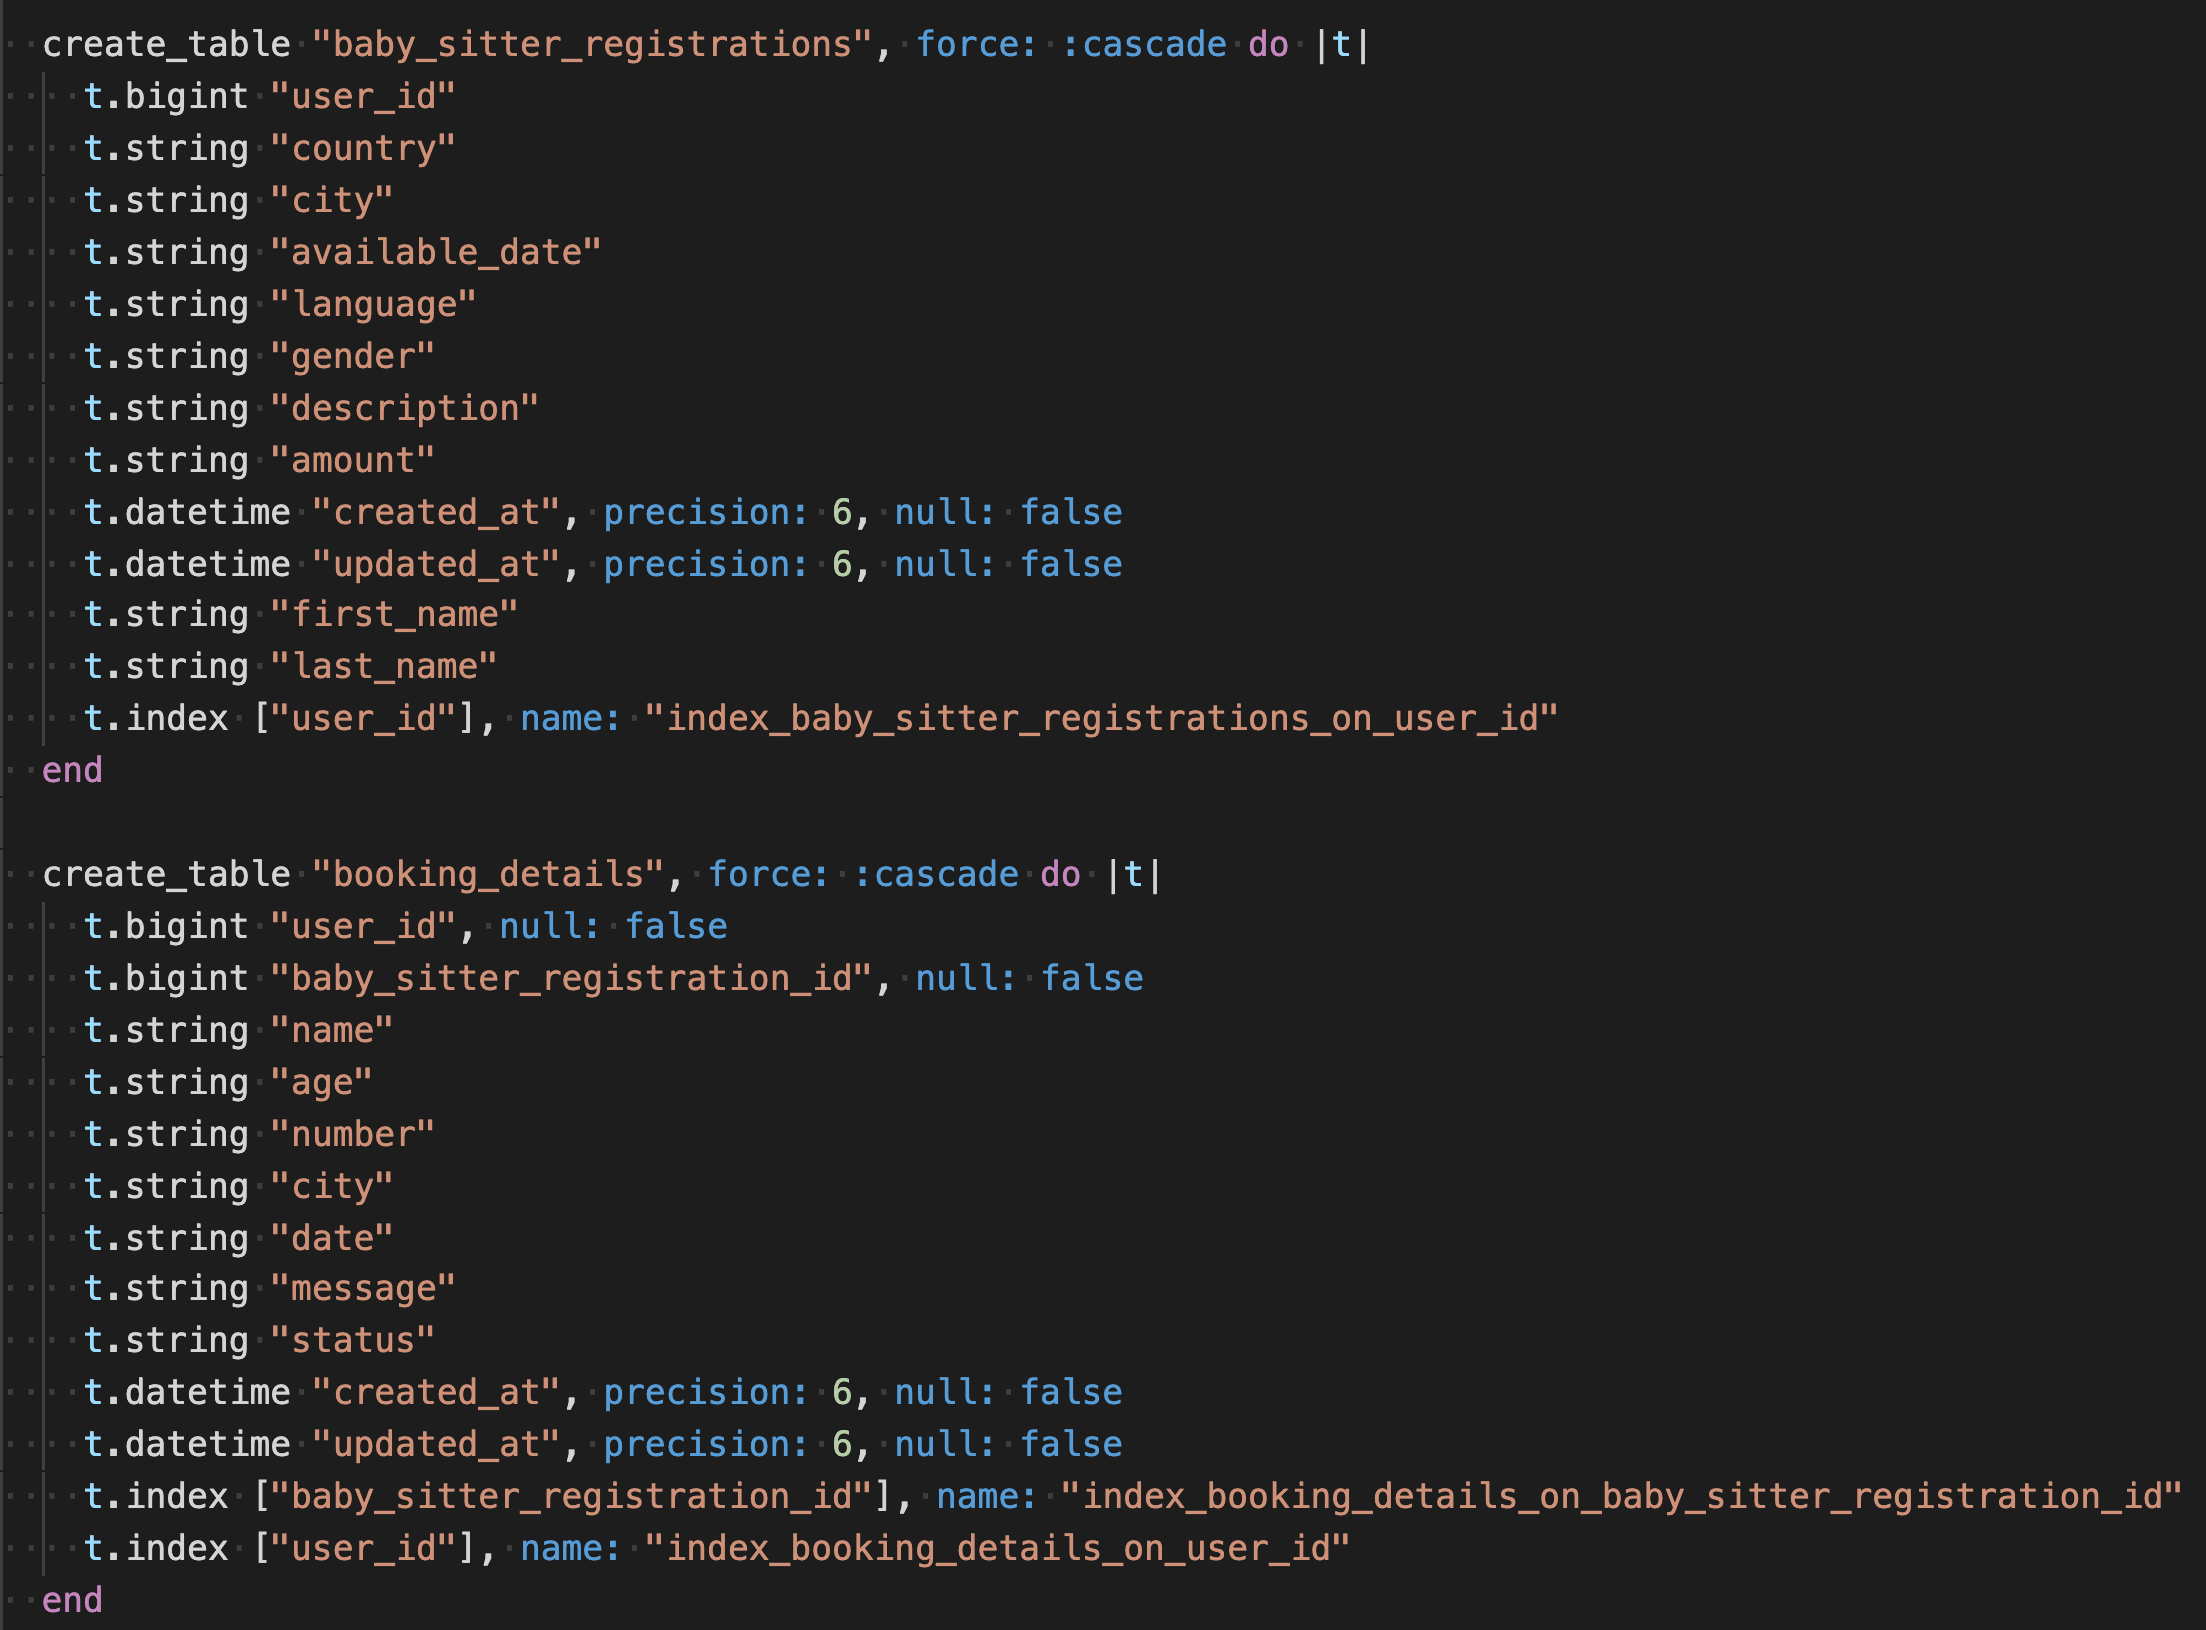 create_table "baby_sitter_registrations", force: :cascade do |t|
t.bigint "user_id"
t.string "country"
t.string "city"
t.string "available_date"
t.string "language"
t.string "gender"
t.string "description"
t.string "amount"
t.datetime "created_at", precision: 6, null: false
t.datetime "updated_at", precision: 6, null: false
t.string "first_name"
t.string "last_name"
t.index ["user_id"], name: "index_baby_sitter_registrations_on_user_id"
end
create_table "booking_details", force: :cascade do |t|
t.bigint "user_id", null: false
t.bigint "baby_sitter_registration_id", null: false
t.string "name"
t.string "age"
t.string "number"
t.string "city"
t.string "date"
t.string "message"
t.string "status"
t.datetime "created_at", precision: 6, null: false
t.datetime "updated_at", precision: 6, null: false
t.index ["baby_sitter_registration_id"], name: "index_booking_details_on_baby_sitter_registration_id"
t.index ["user_id"], name: "index_booking_details_on_user_id"
end